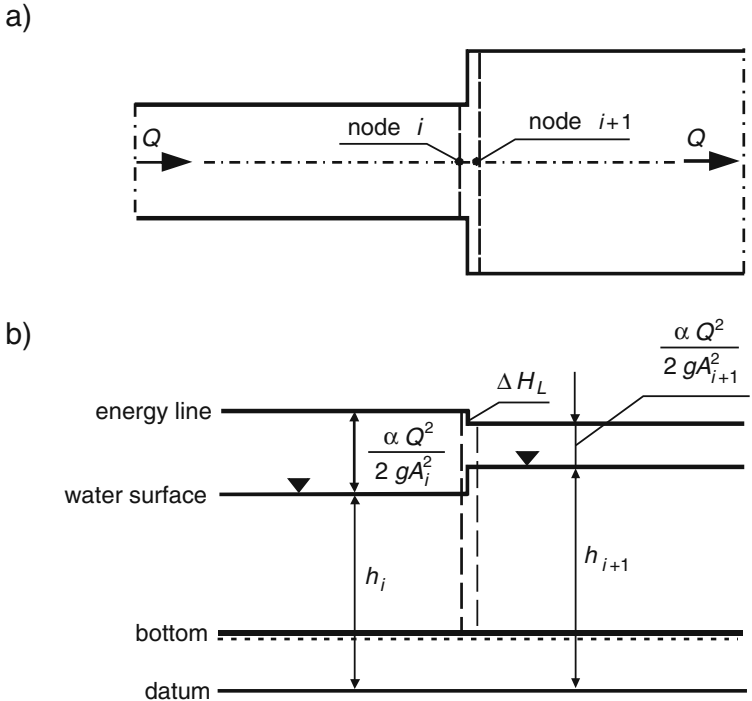 a)
Q
node i
node i+1
Q
b)
α Q²
2 gA²ᵢ₊₁
Δ H_L
energy line
α Q²
2 gA²ᵢ
water surface
hᵢ
hᵢ₊₁
bottom
datum